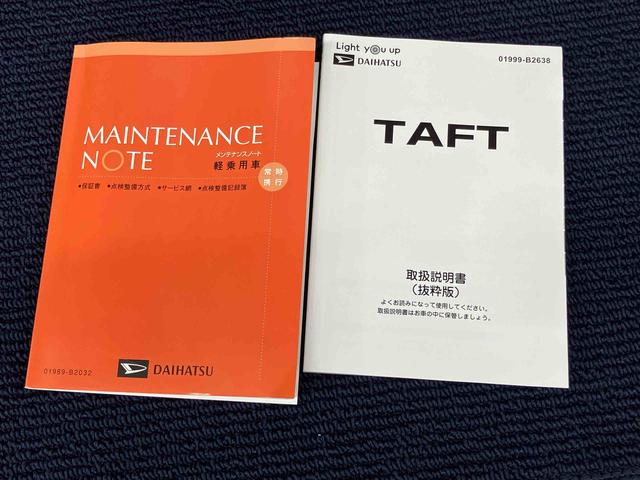 MAINTENANCE
NOTE
メンテナンスノート
軽乗用車
常時
携行
•保証書 •点検整備方式 •サービス網 •点検整備記録簿
01989-B2032
DAIHATSU
Light you up
DAIHATSU
01999-B2638
TAFT
取扱説明書
（抜粋版）
よくお読みになって使用してください。
取扱説明書はお車の中に保管しましょう。